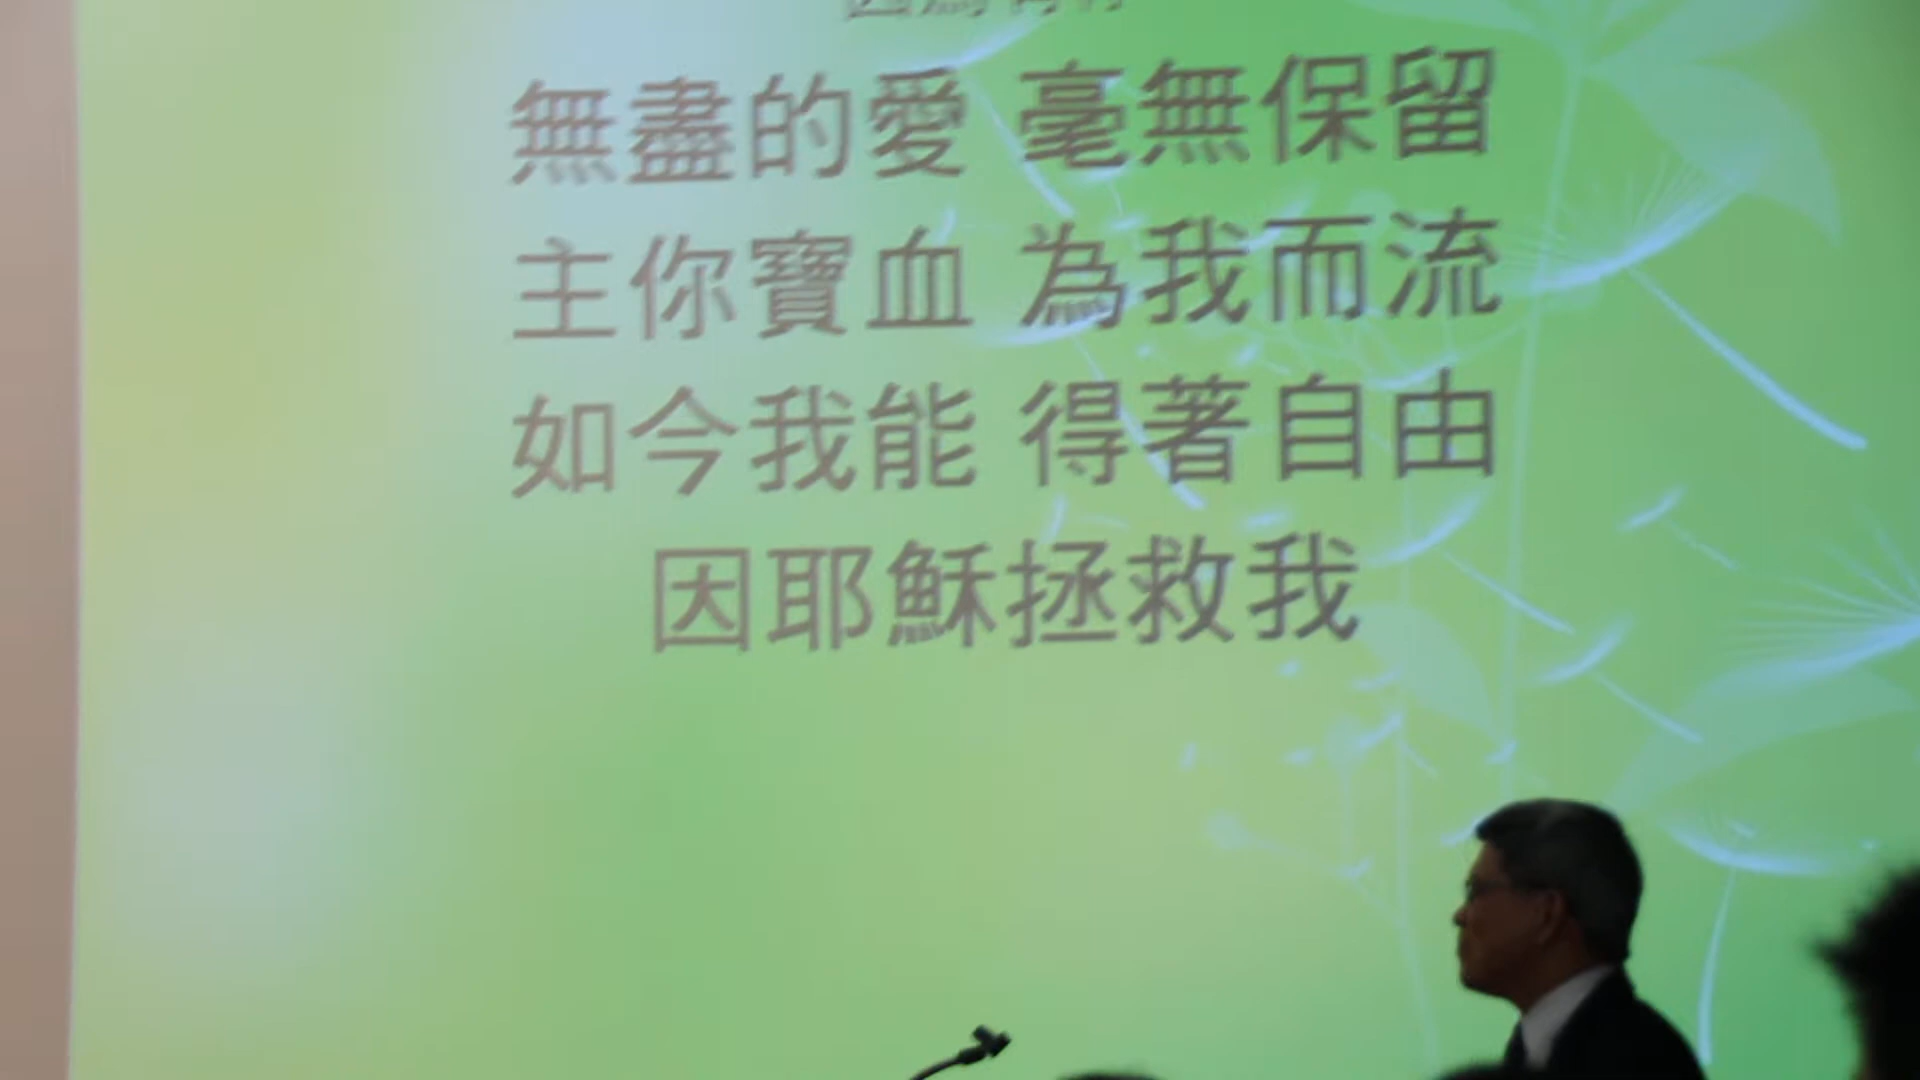 無盡的愛 毫無保留
主你寶血 為我而流
如今我能 得著自由
因耶穌拯救我